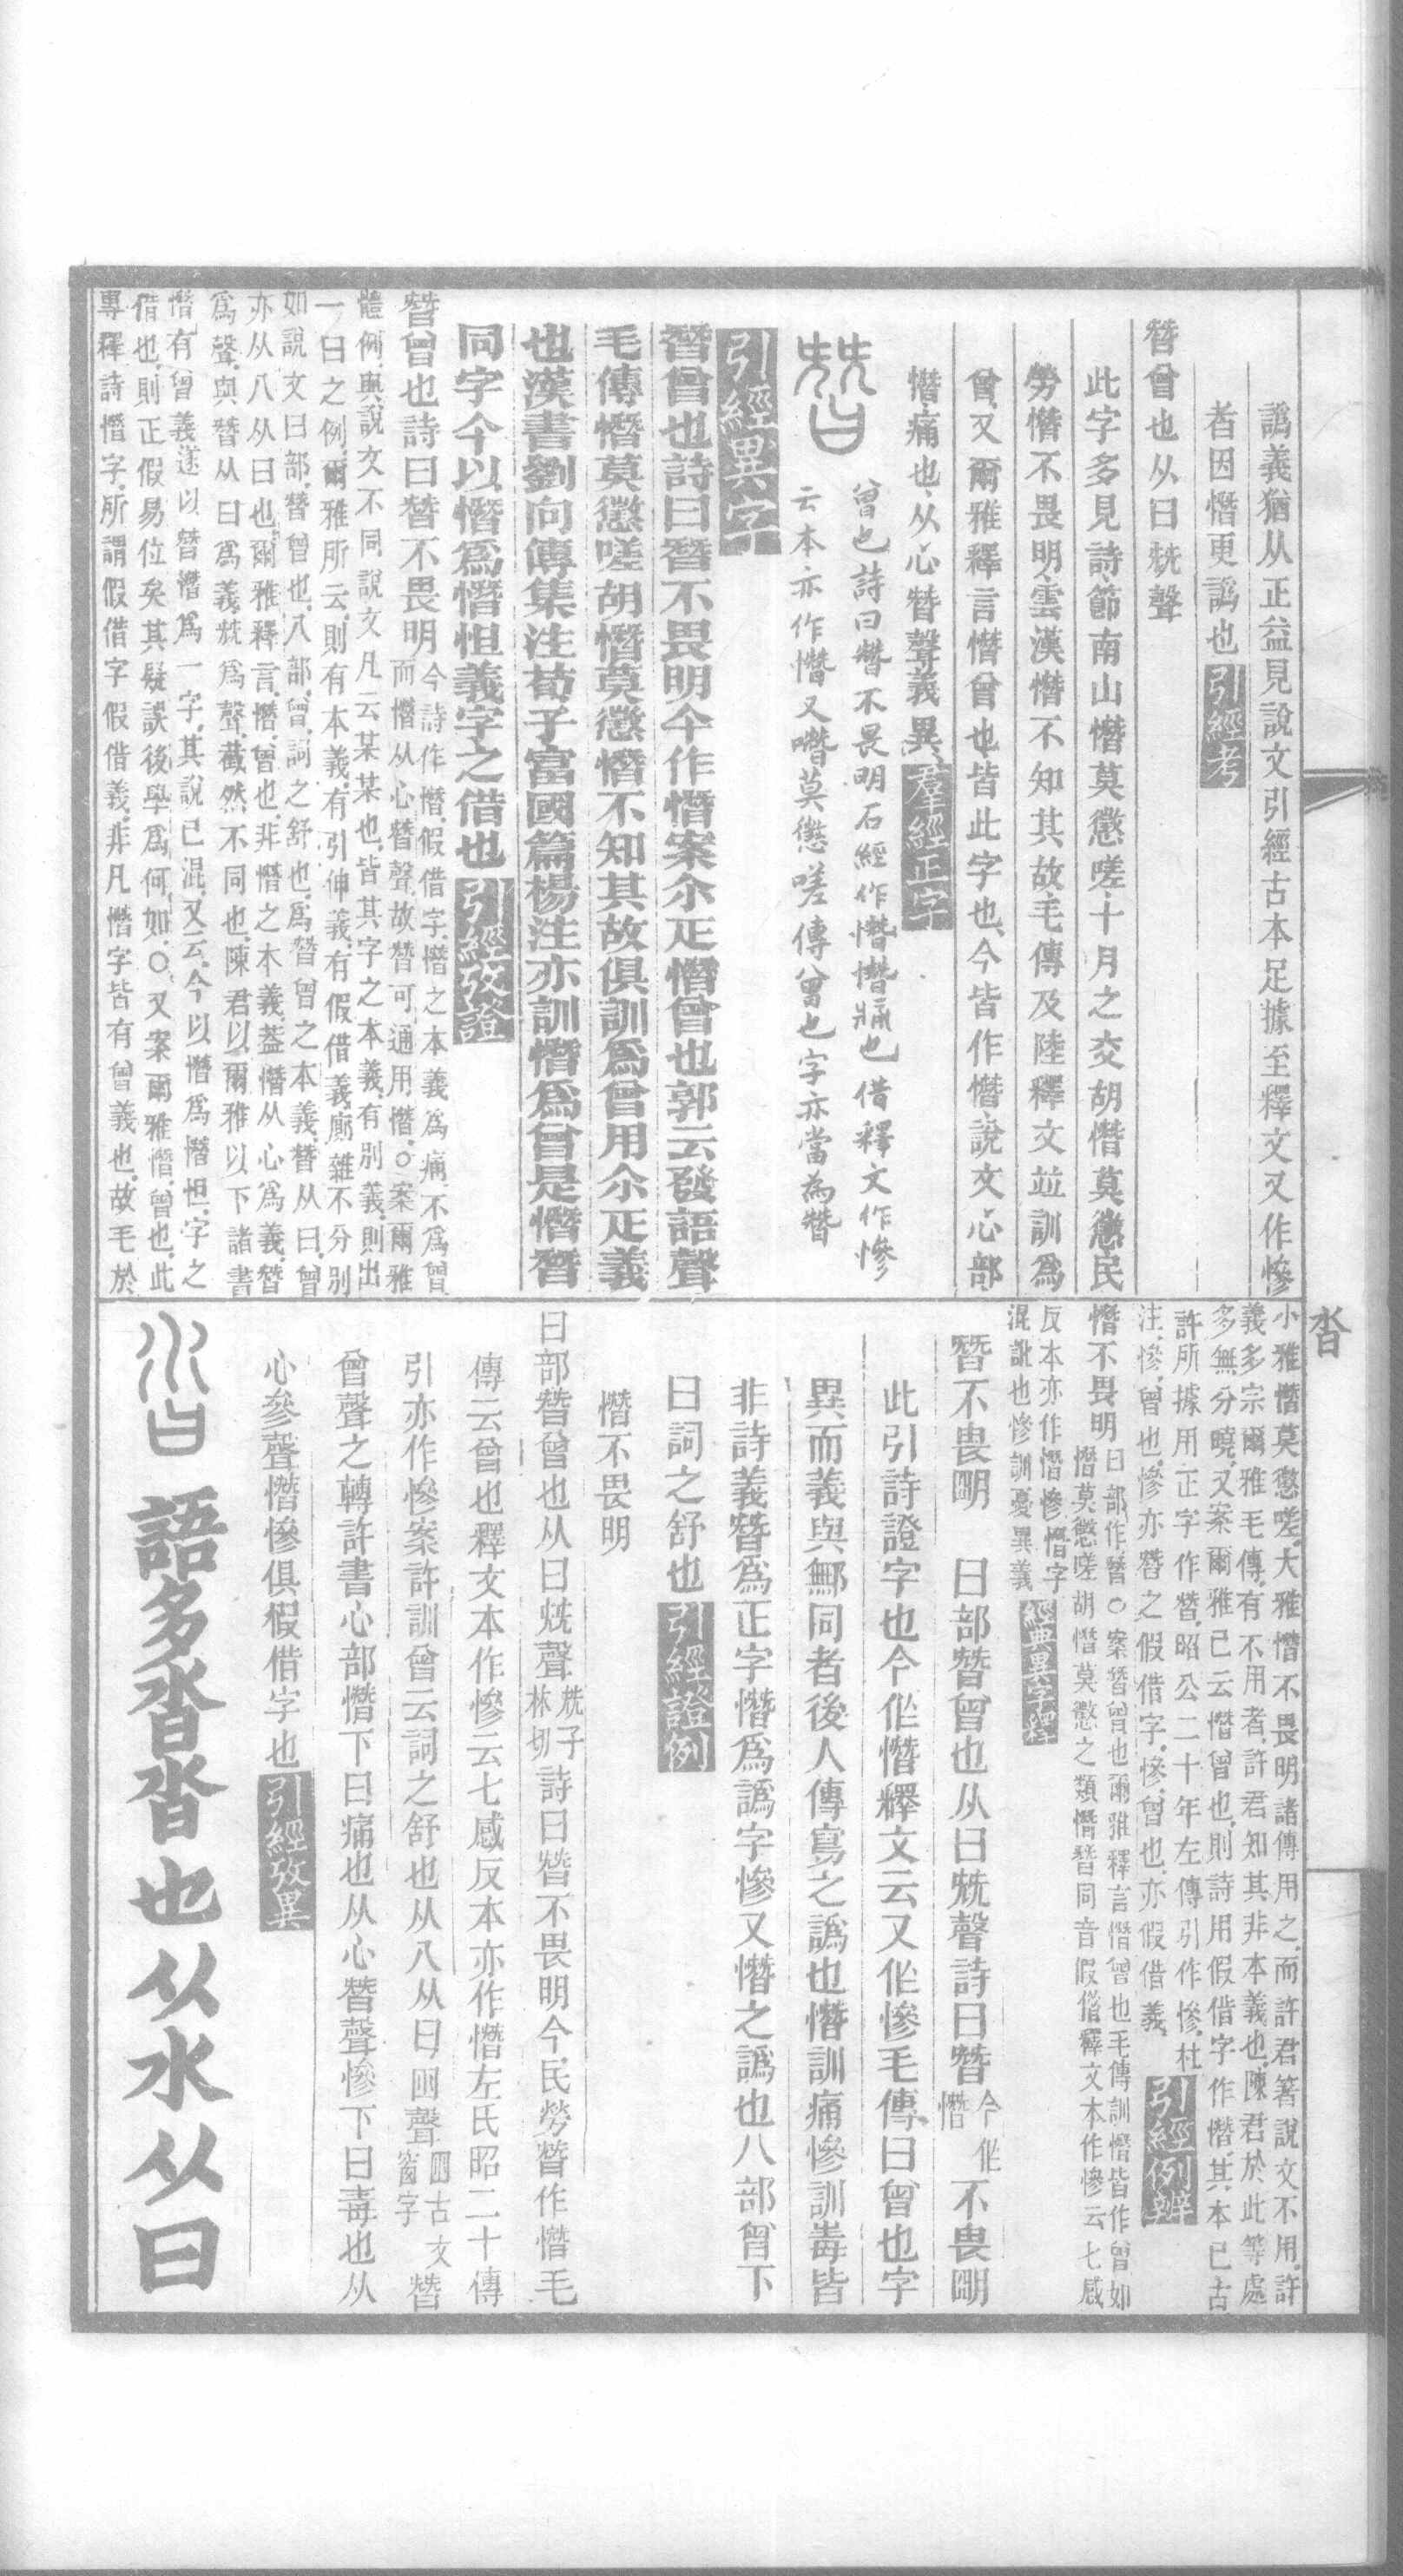 譌義猶从正益見說文引經古本足據至釋文又作慘
者因憯更譌也引經考
朁曾也从曰兓聲
此字多見詩節南山憯莫懲嗟十月之交胡憯莫懲民
勞憯不畏明雲漢憯不知其故毛傳及陸釋文竝訓爲
曾又爾雅釋言憯曾也皆此字也今皆作憯說文心部
憯痛也从心朁聲義異羣經正字
曾也詩曰朁不畏明石經作憯憯痛也借釋文作慘
云本亦作憯又噆莫懲嗟傳曾也字亦當為朁
引經異字
朁曾也詩曰朁不畏明今作憯案尒疋憯曾也郭云發語聲
毛傳憯莫懲嗟胡憯莫懲憯不知其故俱訓爲曾用尒疋義
也漢書劉向傳集注荀子富國篇楊注亦訓憯爲曾是憯朁
同字今以憯爲憯怛義字之借也引經攷證
朁曾也詩曰朁不畏明今詩作憯假借字憯之本義爲痛不爲曾
而憯从心朁聲故朁可通用憯○案爾雅
體例與說文不同說文凡云某某也皆其字之本義有別義則出
一曰之例爾雅所云則有本義有引伸義有假借義廁雜不分別
如說文曰部朁曾也八部曾詞之舒也爲朁曾之本義朁从曰曾
亦从八从曰也爾雅釋言憯曾也非憯之本義蓋憯从心爲義朁
爲聲與朁从曰爲義兓爲聲截然不同也陳君以爾雅以下諸書
憯有曾義遂以朁憯爲一字其說已混又云今以憯爲憯怛字之
借也則正假易位矣其疑誤後學爲何如○又案爾雅憯曾也此
專釋詩憯字所謂假借字假借義非凡憯字皆有曾義也故毛於
沓
小雅憯莫懲嗟大雅憯不畏明諸傳用之而許君箸說文不用許
義多宗爾雅毛傳有不用者許君知其非本義也陳君於此等處
多無分曉又案爾雅已云憯曾也則詩用假借字作憯其本已古
許所據用正字作朁昭公二十年左傳引作慘杜
注慘曾也慘亦朁之假借字慘曾也亦假借義引經例辨
憯不畏明曰部作朁○案朁曾也爾雅釋言憯曾也毛傳訓憯皆作曾如
憯莫懲嗟胡憯莫懲之類憯朁同音假借釋文本作慘云七感
反本亦作憯慘憯字
混訛也慘訓憂異義經典異字釋
朁不畏明　曰部朁曾也从曰兓聲詩曰朁今作憯不畏明
此引詩證字也今作憯釋文云又作慘毛傳曰曾也字
異而義與鄦同者後人傳寫之譌也憯訓痛慘訓毒皆
非詩義朁爲正字憯爲譌字慘又憯之譌也八部曾下
曰詞之舒也引經證例
憯不畏明
曰部朁曾也从曰兓聲兓子林切詩曰朁不畏明今民勞朁作憯毛
傳云曾也釋文本作慘云七感反本亦作憯左氏昭二十傳
引亦作慘案許訓曾云詞之舒也从八从曰囪聲囪古文窗字朁
曾聲之轉許書心部憯下曰痛也从心朁聲慘下曰毒也从
心參聲憯慘俱假借字也引經攷異
沓語多沓沓也从水从曰